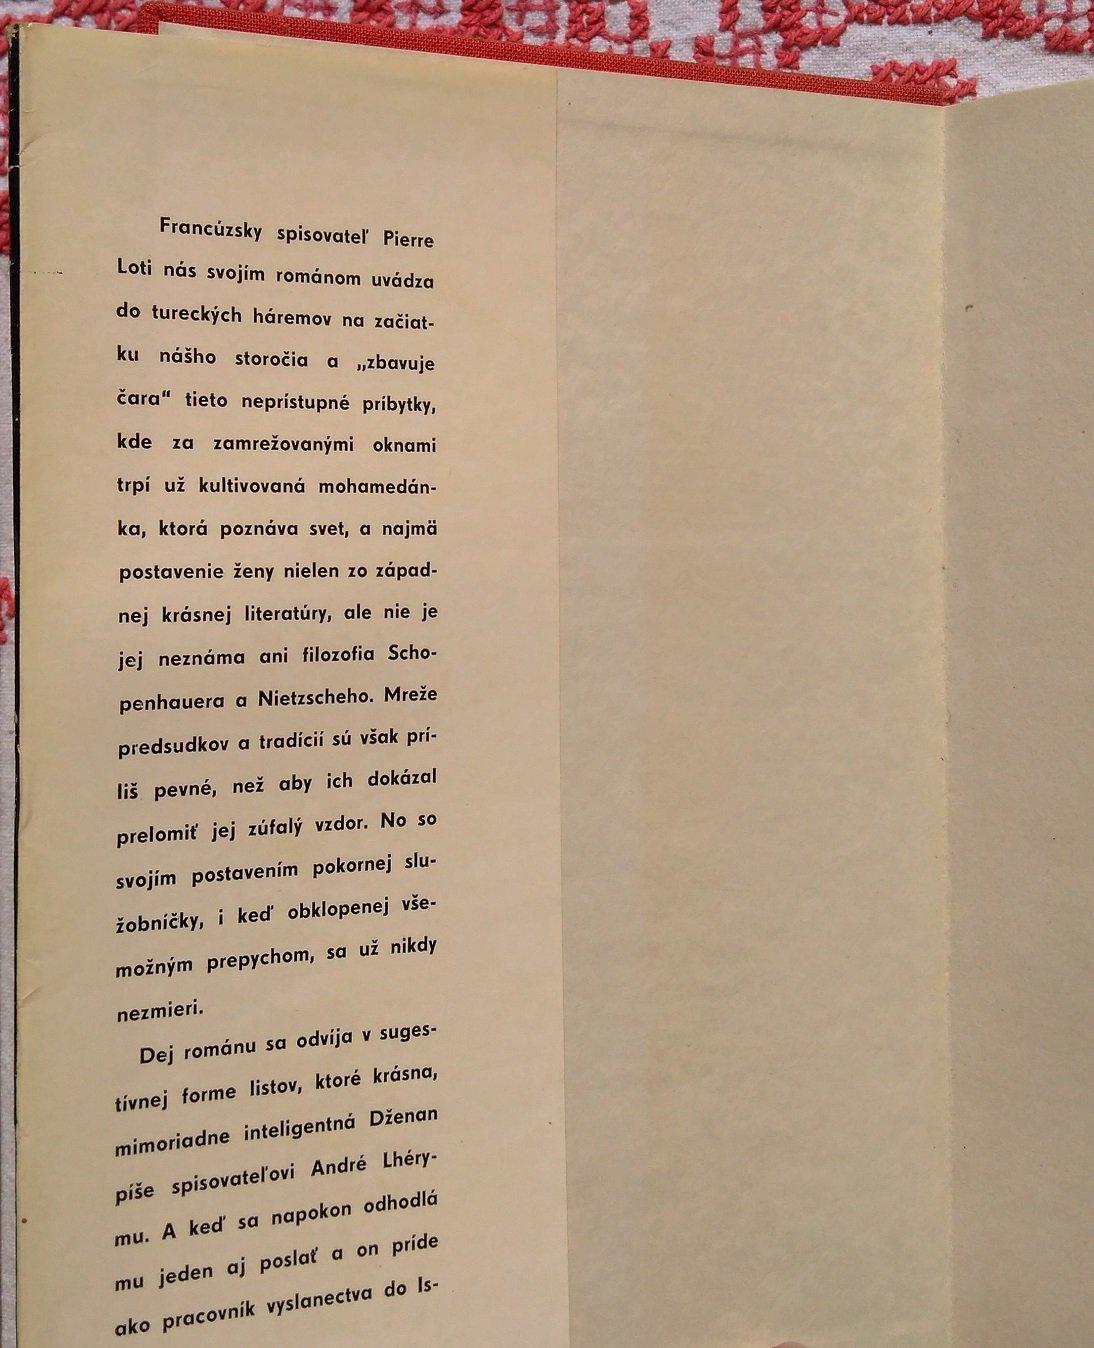 Francúzsky spisovateľ Pierre
Loti nás svojím románom uvádza
do tureckých háremov na začiat-
ku nášho storočia a „zbavuje
čara“ tieto neprístupné príbytky,
kde za zamrežovanými oknami
trpí už kultivovaná mohamedán-
ka, ktorá poznáva svet, a najmä
postavenie ženy nielen zo západ-
nej krásnej literatúry, ale nie je
jej neznáma ani filozofia Scho-
penhauera a Nietzscheho. Mreže
predsudkov a tradícií sú však prí-
liš pevné, než aby ich dokázal
prelomiť jej zúfalý vzdor. No so
svojím postavením pokornej slu-
žobníčky, i keď obklopenej vše-
možným prepychom, sa už nikdy
nezmieri.
Dej románu sa odvíja v suges-
tívnej forme listov, ktoré krásna,
mimoriadne inteligentná Dženan
píše spisovateľovi André Lhéry-
mu. A keď sa napokon odhodlá
mu jeden aj poslať a on príde
ako pracovník vyslanectva do Is-